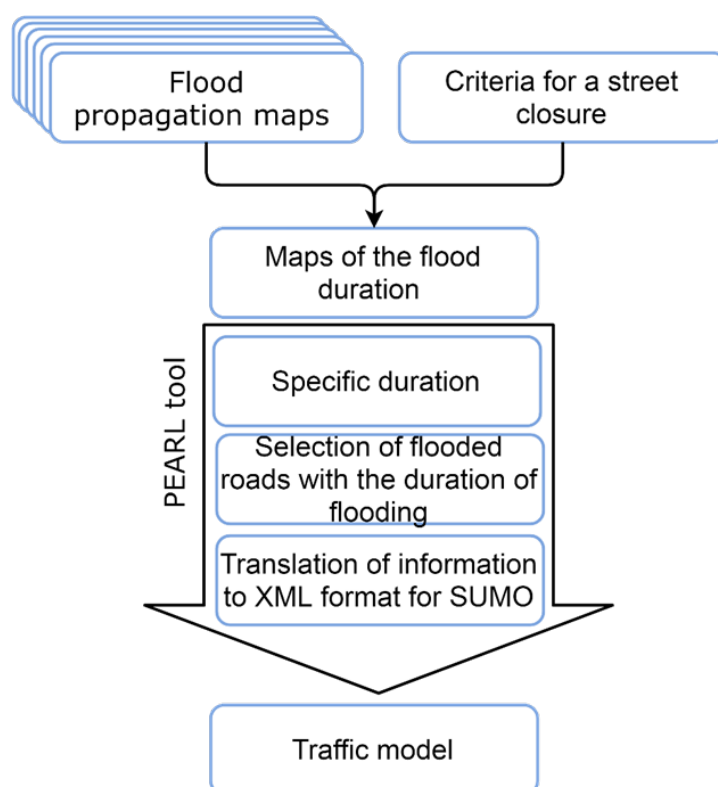 Flood
propagation maps
Criteria for a street
closure
Maps of the flood
duration
PEARL tool
Specific duration
Selection of flooded
roads with the duration of
flooding
Translation of information
to XML format for SUMO
Traffic model